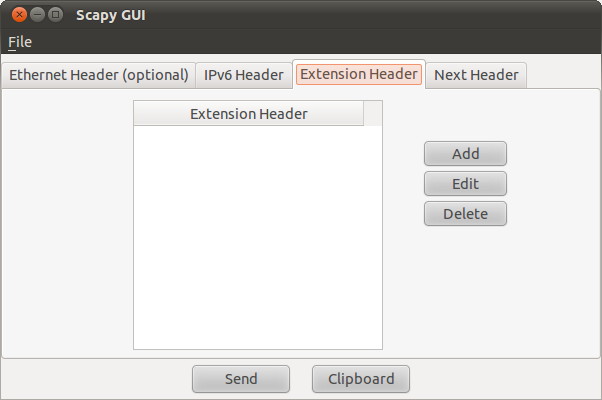 Scapy GUI
File
Ethernet Header (optional) IPv6 Header Extension Header Next Header
Extension Header
Add
Edit
Delete
Send Clipboard